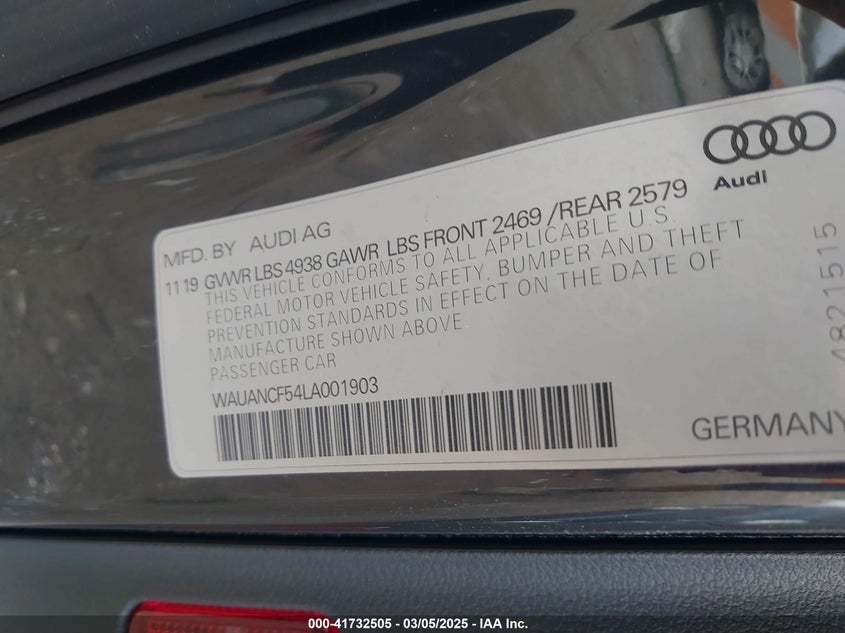 Audi
MFD. BY AUDI AG
11 19 GVWR LBS 4938 GAWR LBS FRONT 2469 /REAR 2579
THIS VEHICLE CONFORMS TO ALL APPLICABLE U.S.
FEDERAL MOTOR VEHICLE SAFETY, BUMPER AND THEFT
PREVENTION STANDARDS IN EFFECT ON THE DATE OF
MANUFACTURE SHOWN ABOVE
PASSENGER CAR
WAUANCF54LA001903
GERMANY
4821515
000-41732505 - 03/05/2025 - IAA Inc.